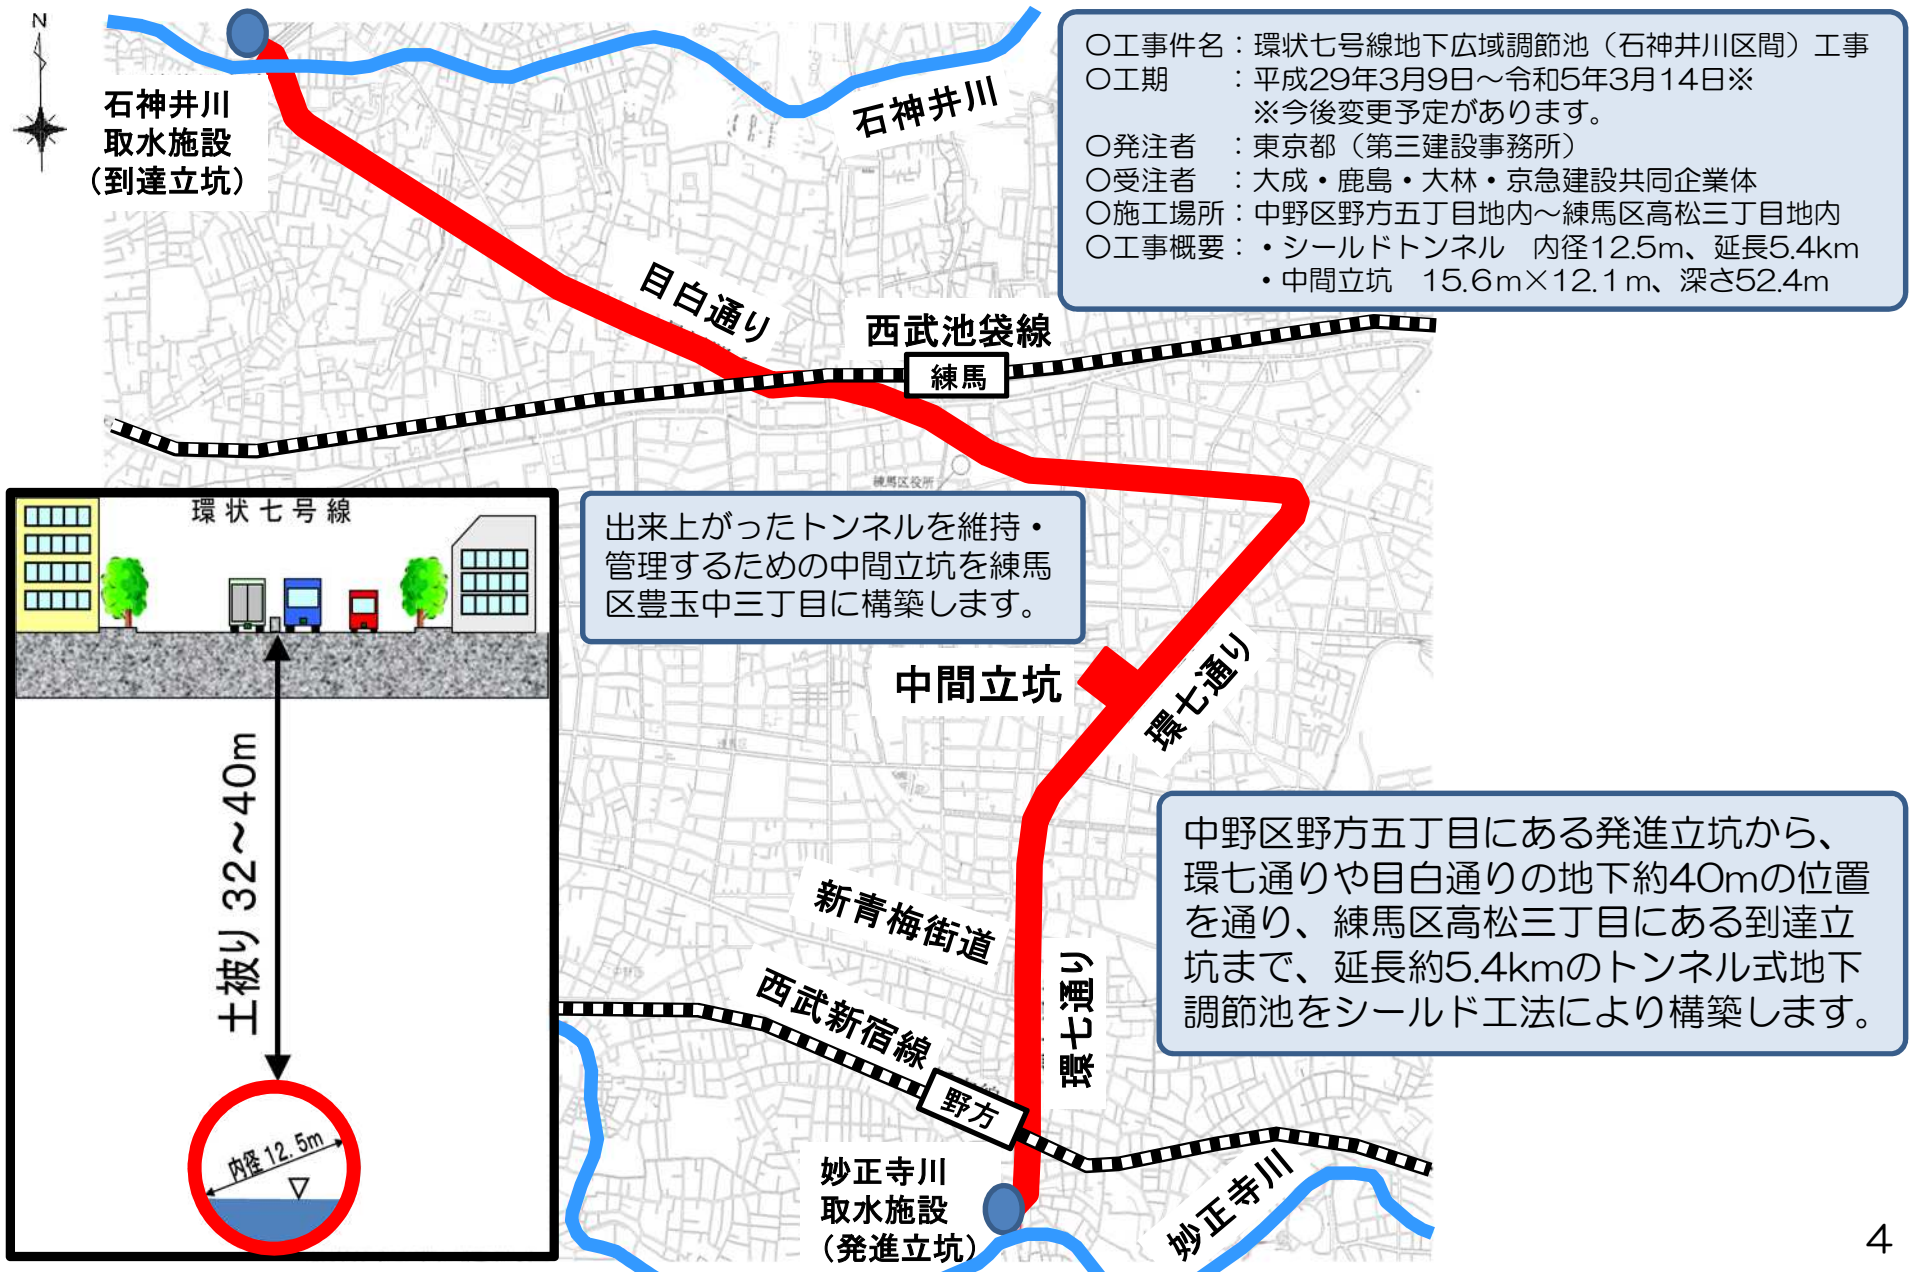 N
石神井川
取水施設
（到達立坑）
石神井川
〇工事件名：環状七号線地下広域調節池（石神井川区間）工事
〇工期　　：平成29年3月9日～令和5年3月14日※
※今後変更予定があります。
〇発注者　：東京都（第三建設事務所）
〇受注者　：大成・鹿島・大林・京急建設共同企業体
〇施工場所：中野区野方五丁目地内～練馬区高松三丁目地内
〇工事概要：・シールドトンネル　内径12.5m、延長5.4km
・中間立坑　15.6m×12.1m、深さ52.4m
目白通り
西武池袋線
練馬
練馬区役所
環状七号線
土被り 32～40m
内径12.5m
出来上がったトンネルを維持・
管理するための中間立坑を練馬
区豊玉中三丁目に構築します。
中間立坑
環七通り
中野区野方五丁目にある発進立坑から、
環七通りや目白通りの地下約40mの位置
を通り、練馬区高松三丁目にある到達立
坑まで、延長約5.4kmのトンネル式地下
調節池をシールド工法により構築します。
新青梅街道
西武新宿線
環七通り
野方
妙正寺川
取水施設
（発進立坑）
妙正寺川
4